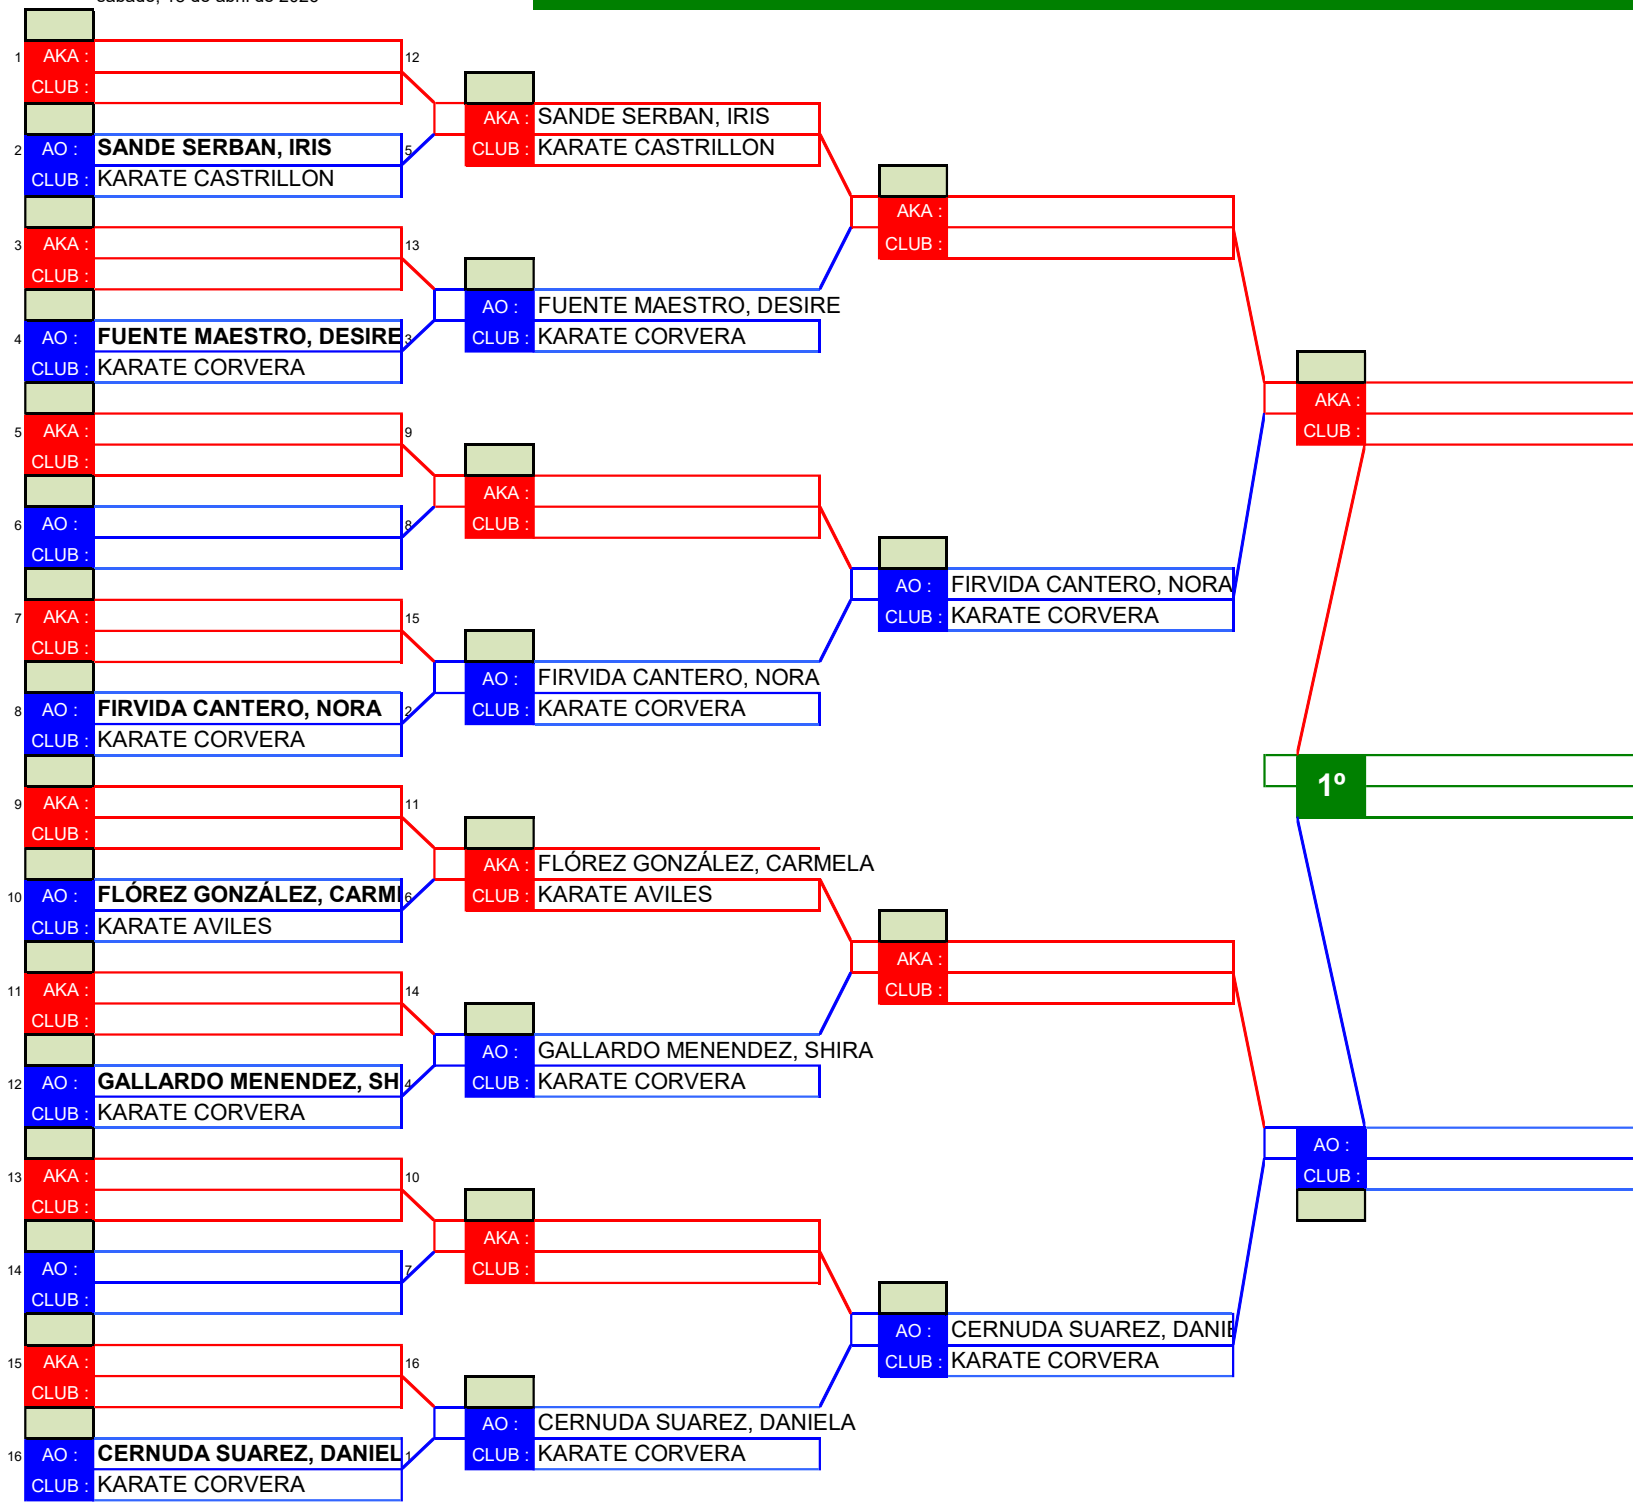 1 AKA : 12
CLUB :
2 AO : SANDE SERBAN, IRIS 5
CLUB : KARATE CASTRILLON
3 AKA : 13
CLUB :
4 AO : FUENTE MAESTRO, DESIRE 3
CLUB : KARATE CORVERA
5 AKA : 9
CLUB :
6 AO : 8
CLUB :
7 AKA : 15
CLUB :
8 AO : FIRVIDA CANTERO, NORA 2
CLUB : KARATE CORVERA
9 AKA : 11
CLUB :
10 AO : FLÓREZ GONZÁLEZ, CARM 6
CLUB : KARATE AVILES
11 AKA : 14
CLUB :
12 AO : GALLARDO MENENDEZ, SH 4
CLUB : KARATE CORVERA
13 AKA : 10
CLUB :
14 AO : 7
CLUB :
15 AKA : 16
CLUB :
16 AO : CERNUDA SUAREZ, DANIEL 1
CLUB : KARATE CORVERA
AKA : SANDE SERBAN, IRIS
CLUB : KARATE CASTRILLON
AO : FUENTE MAESTRO, DESIRE
CLUB : KARATE CORVERA
AKA :
CLUB :
AO : FIRVIDA CANTERO, NORA
CLUB : KARATE CORVERA
AKA : FLÓREZ GONZÁLEZ, CARMELA
CLUB : KARATE AVILES
AO : GALLARDO MENENDEZ, SHIRA
CLUB : KARATE CORVERA
AKA :
CLUB :
AO : CERNUDA SUAREZ, DANIELA
CLUB : KARATE CORVERA
AKA :
CLUB :
AO : FIRVIDA CANTERO, NORA
CLUB : KARATE CORVERA
AKA :
CLUB :
AO : CERNUDA SUAREZ, DANIE
CLUB : KARATE CORVERA
AKA :
CLUB :
1º
AO :
CLUB :